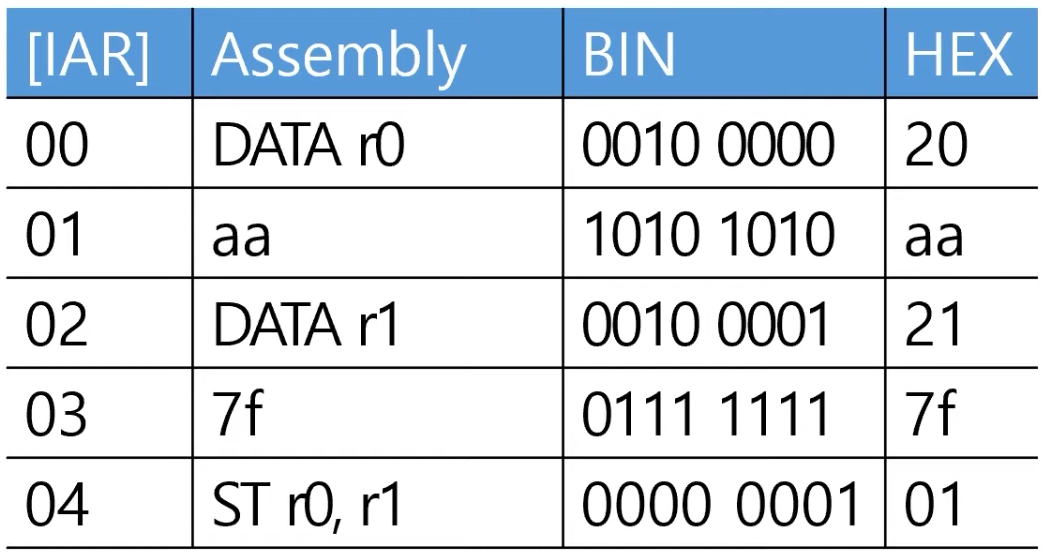 [IAR] Assembly BIN HEX
00 DATA r0 0010 0000 20
01 aa 1010 1010 aa
02 DATA r1 0010 0001 21
03 7f 0111 1111 7f
04 ST r0, r1 0000 0001 01